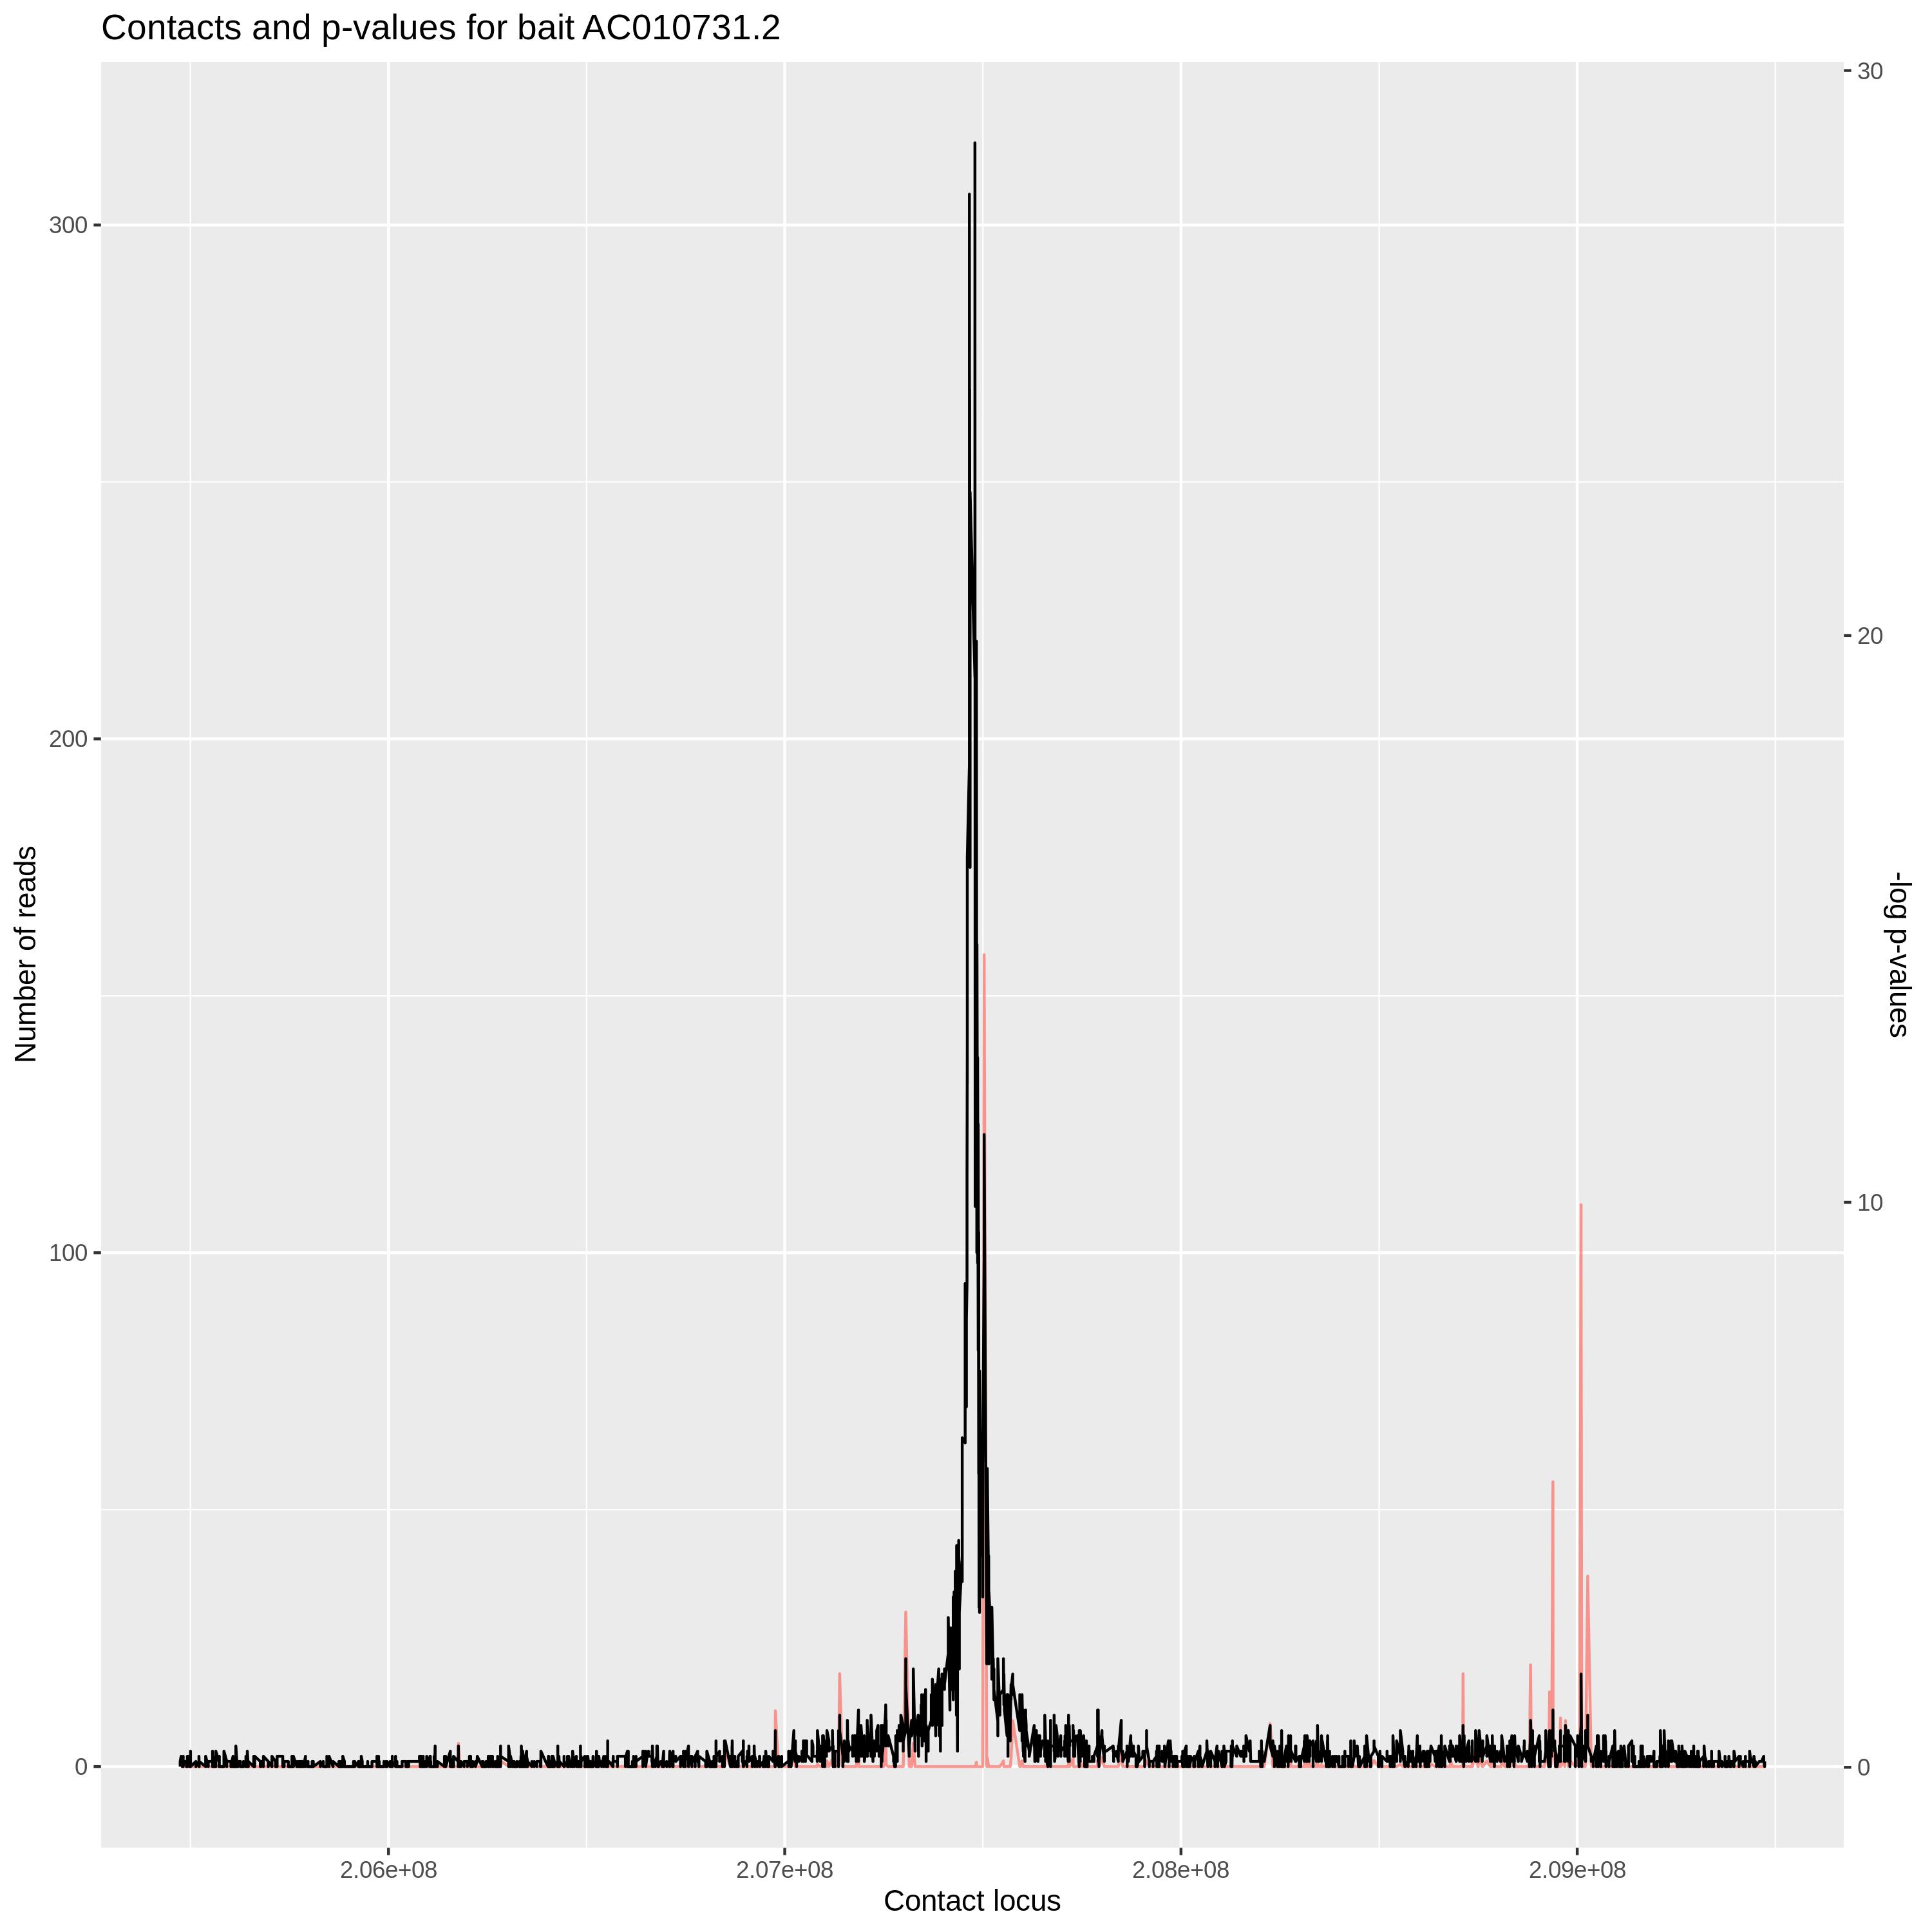 Contacts and p-values for bait AC010731.2
30
300
20
200
Number of reads
-log p-values
10
100
0
0
2.06e+08
2.07e+08
2.08e+08
2.09e+08
Contact locus